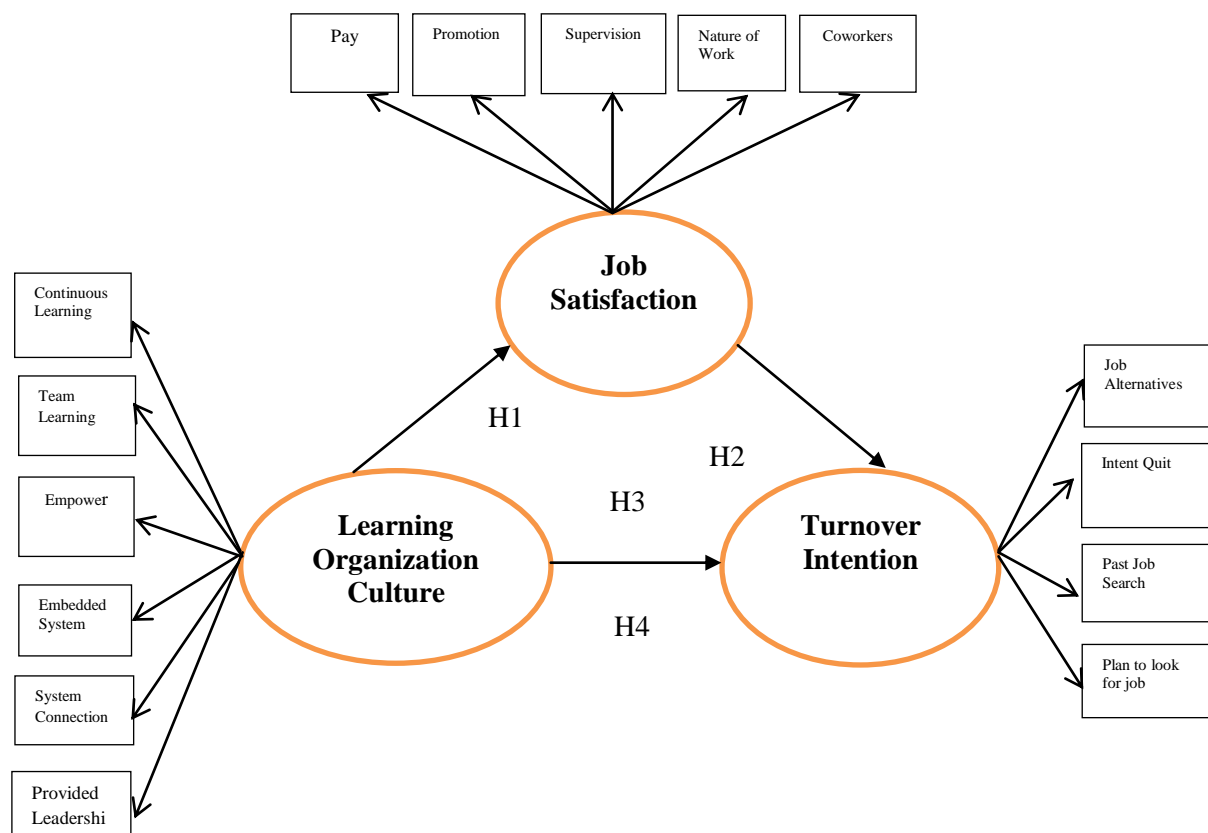 Pay
Promotion
Supervision
Nature of
Work
Coworkers
Job
Satisfaction
Continuous
Learning
Team
Learning
Empower
Embedded
System
System
Connection
Provided
Leadershi
H1
H2
H3
H4
Learning
Organization
Culture
Turnover
Intention
Job
Alternatives
Intent Quit
Past Job
Search
Plan to look
for job